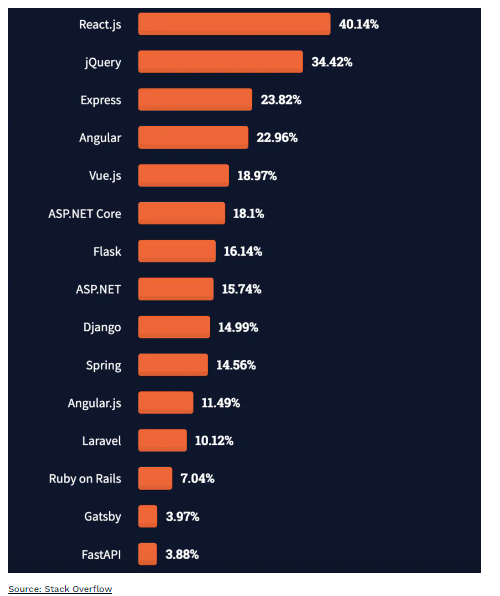 React.js 40.14%
jQuery 34.42%
Express 23.82%
Angular 22.96%
Vue.js 18.97%
ASP.NET Core 18.1%
Flask 16.14%
ASP.NET 15.74%
Django 14.99%
Spring 14.56%
Angular.js 11.49%
Laravel 10.12%
Ruby on Rails 7.04%
Gatsby 3.97%
FastAPI 3.88%
Source: Stack Overflow